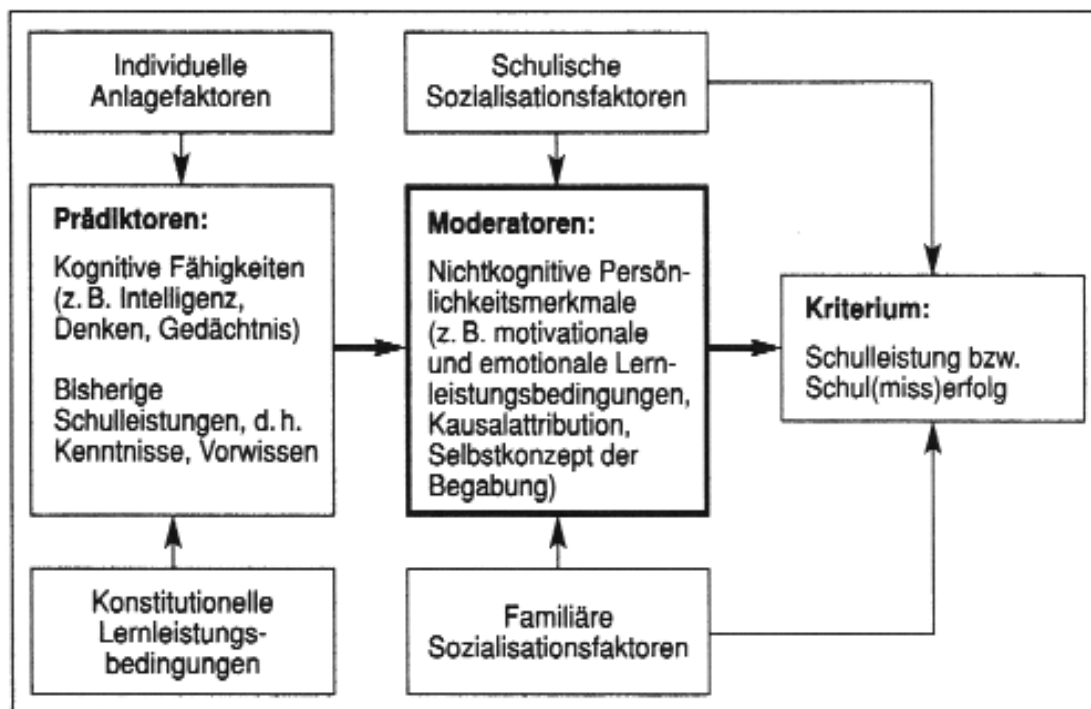 Individuelle
Anlagefaktoren
Schulische
Sozialisationsfaktoren
Prädiktoren:
Kognitive Fähigkeiten
(z. B. Intelligenz,
Denken, Gedächtnis)
Bisherige
Schulleistungen, d. h.
Kenntnisse, Vorwissen
Moderatoren:
Nichtkognitive Persön-
lichkeitsmerkmale
(z. B. motivationale
und emotionale Lern-
leistungsbedingungen,
Kausalattribution,
Selbstkonzept der
Begabung)
Kriterium:
Schulleistung bzw.
Schul(miss)erfolg
Konstitutionelle
Lernleistungs-
bedingungen
Familiäre
Sozialisationsfaktoren